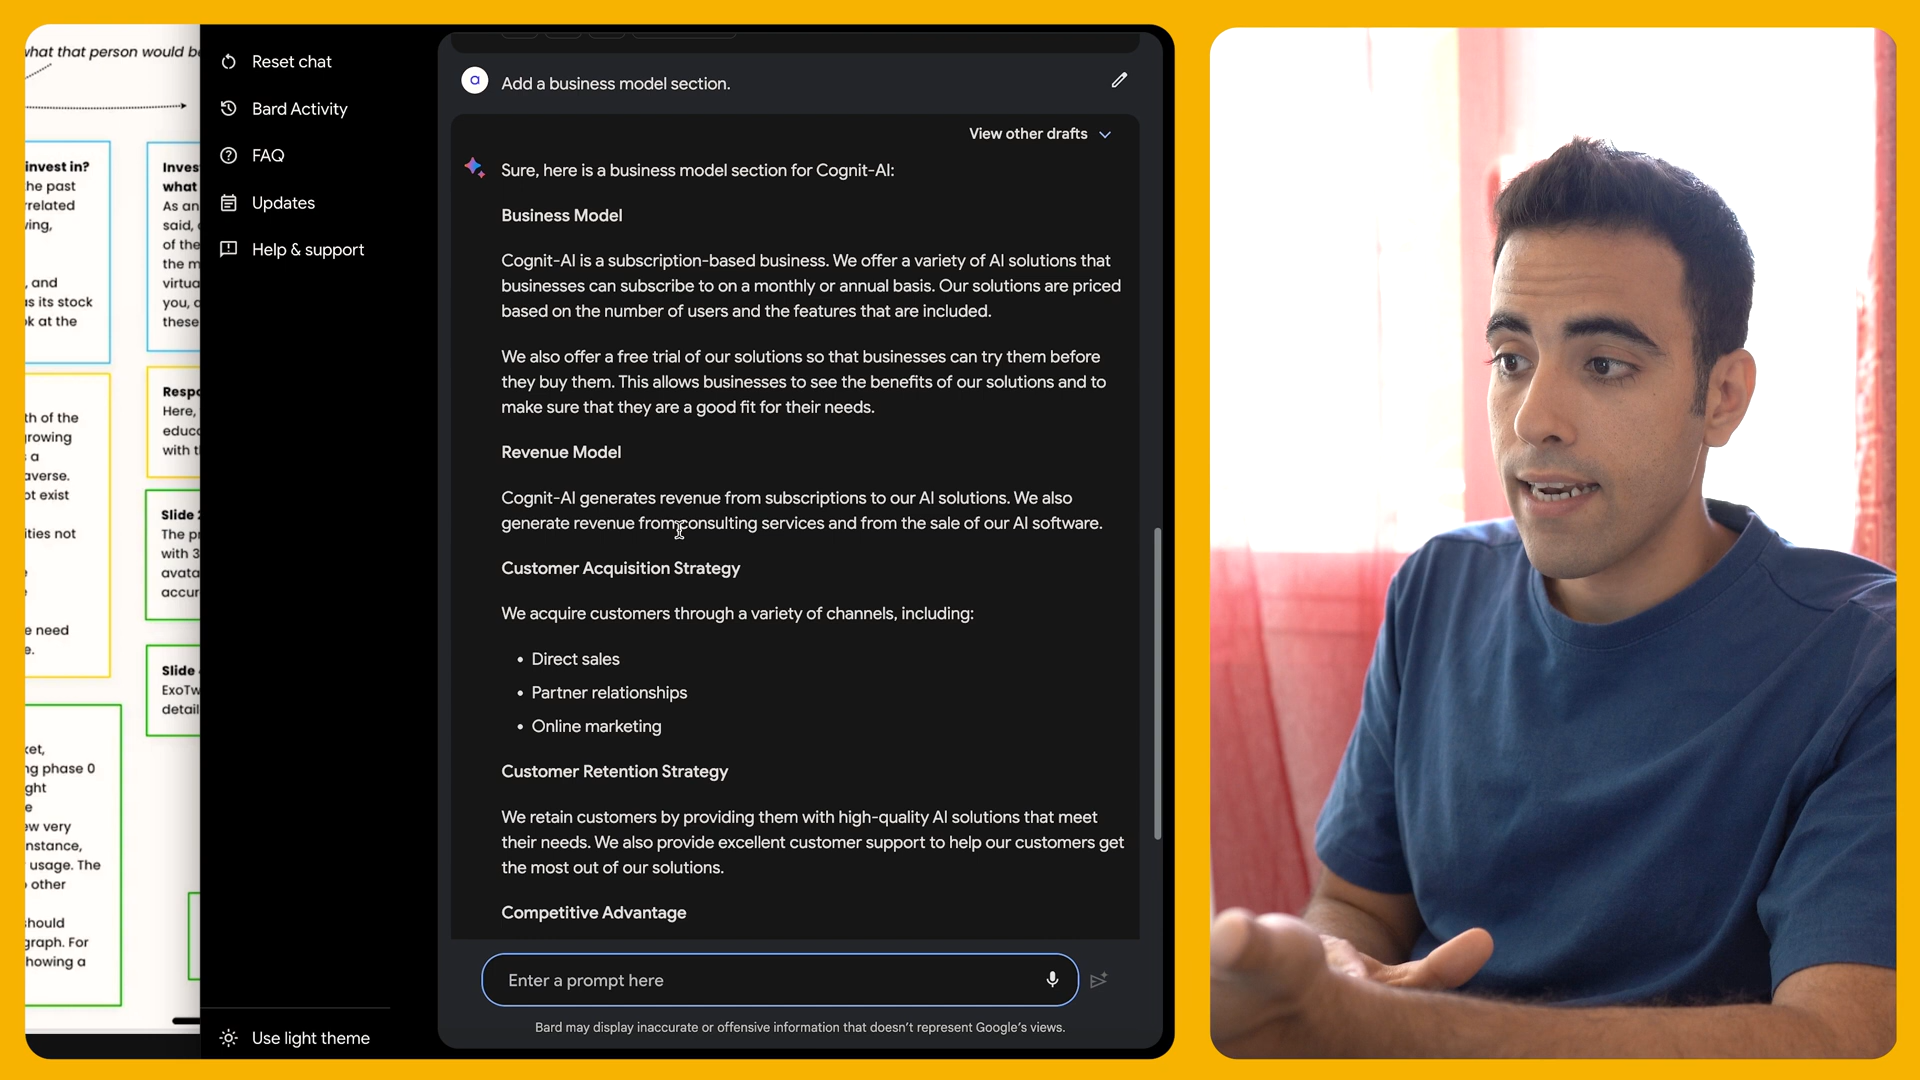 what that person would be
invest in?
he past
related
ving,
, and
s its stock
k at the
th of the
growing
a
averse.
ot exist
ities not
e need
e.
ket,
ng phase 0
ght
e
ew very
nstance,
usage. The
other
hould
graph. For
howing a
Inves
what
As an
said,
of the
the m
virtua
you,
these
Respo
Here,
educ
with t
Slide
The p
with 3
avata
accur
Slide
ExoTw
detail
Reset chat
Bard Activity
FAQ
Updates
Help & support
Use light theme
a Add a business model section.
View other drafts
Sure, here is a business model section for Cognit-AI:
Business Model
Cognit-AI is a subscription-based business. We offer a variety of AI solutions that
businesses can subscribe to on a monthly or annual basis. Our solutions are priced
based on the number of users and the features that are included.
We also offer a free trial of our solutions so that businesses can try them before
they buy them. This allows businesses to see the benefits of our solutions and to
make sure that they are a good fit for their needs.
Revenue Model
Cognit-AI generates revenue from subscriptions to our AI solutions. We also
generate revenue from consulting services and from the sale of our AI software.
Customer Acquisition Strategy
We acquire customers through a variety of channels, including:
• Direct sales
• Partner relationships
• Online marketing
Customer Retention Strategy
We retain customers by providing them with high-quality AI solutions that meet
their needs. We also provide excellent customer support to help our customers get
the most out of our solutions.
Competitive Advantage
Enter a prompt here
Bard may display inaccurate or offensive information that doesn't represent Google's views.